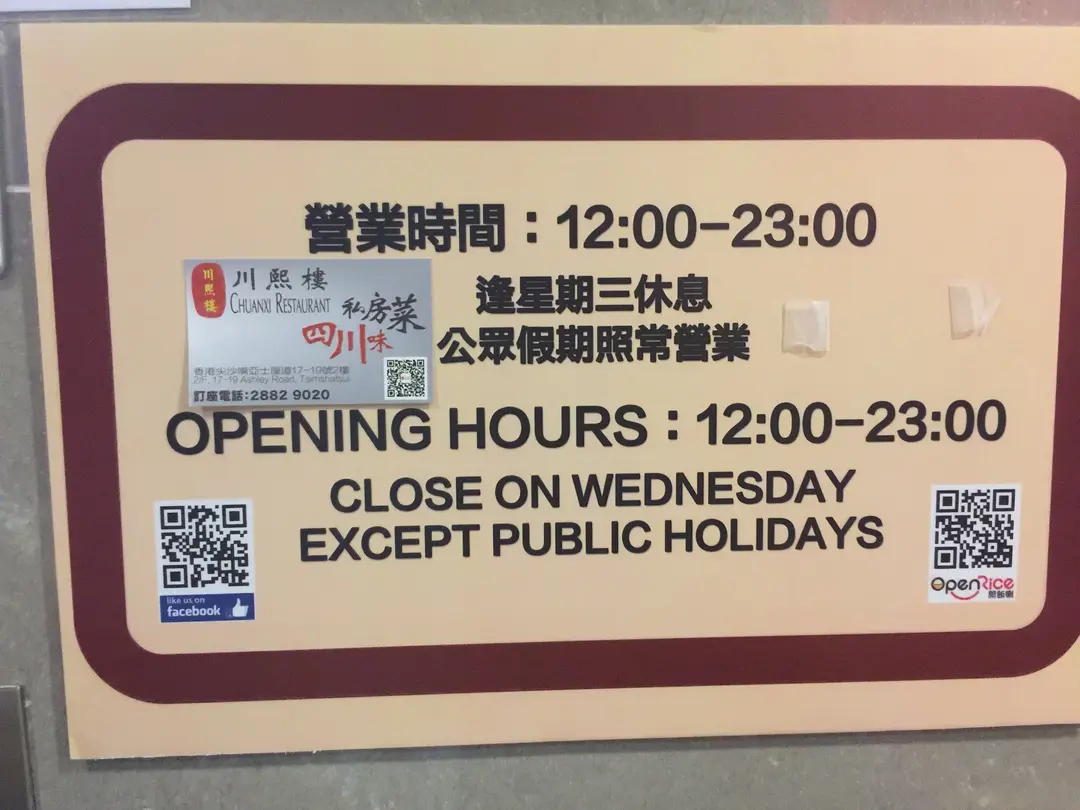 營業時間：12:00-23:00
逢星期三休息
公眾假期照常營業
川熙樓
川熙樓
CHUANXI RESTAURANT
私房菜
四川味
香港尖沙嘴亞士厘道17-19號2樓
2/F, 17-19 Ashley Road, Tsimshatsui
訂座電話:2882 9020
OPENING HOURS：12:00-23:00
CLOSE ON WEDNESDAY
EXCEPT PUBLIC HOLIDAYS
like us on
facebook
OpenRice
開飯喇